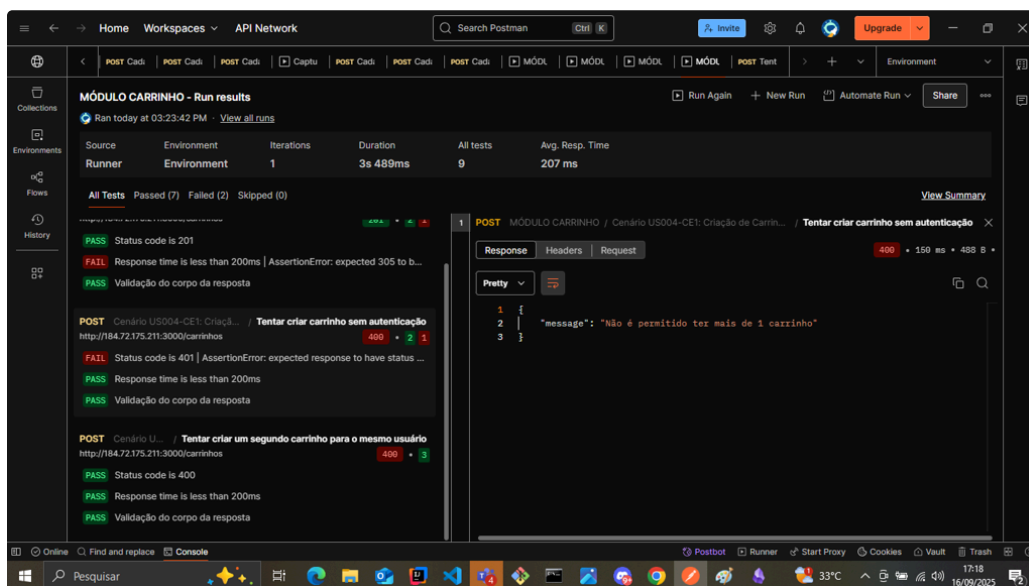 Home Workspaces API Network Search Postman Ctrl K Invite Upgrade
POST Cada POST Cada POST Cada Captu POST Cada POST Cada POST Cada MÓDL MÓDL MÓDL MÓDL POST Tent Environment
Collections
Environments
Flows
History
MÓDULO CARRINHO - Run results
Run Again + New Run Automate Run Share
Ran today at 03:23:42 PM · View all runs
Source Environment Iterations Duration All tests Avg. Resp. Time
Runner Environment 1 3s 489ms 9 207 ms
All Tests Passed (7) Failed (2) Skipped (0) View Summary
201 • 2 1
PASS Status code is 201
FAIL Response time is less than 200ms | AssertionError: expected 305 to b...
PASS Validação do corpo da resposta
POST Cenário US004-CE1: Criaçã... / Tentar criar carrinho sem autenticação
http://184.72.175.211:3000/carrinhos 400 • 2 1
FAIL Status code is 401 | AssertionError: expected response to have status ...
PASS Response time is less than 200ms
PASS Validação do corpo da resposta
POST Cenário U... / Tentar criar um segundo carrinho para o mesmo usuário
http://184.72.175.211:3000/carrinhos 400 • 3
PASS Status code is 400
PASS Response time is less than 200ms
PASS Validação do corpo da resposta
1 POST MÓDULO CARRINHO / Cenário US004-CE1: Criação de Carrin... / Tentar criar carrinho sem autenticação
Response Headers Request 400 • 150 ms • 488 B •
Pretty
1 {
2 "message": "Não é permitido ter mais de 1 carrinho"
3 }
Online Find and replace Console Postbot Runner Start Proxy Cookies Vault Trash
Pesquisar 33°C 17:18
16/09/2025